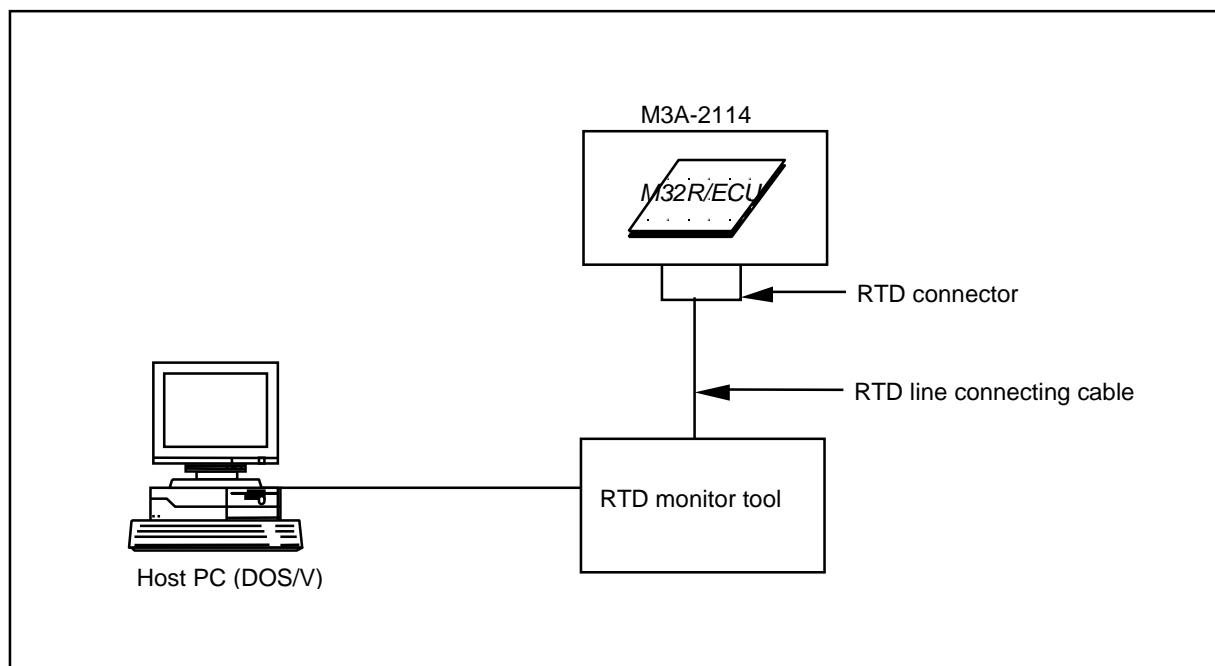 M3A-2114
M32R/ECU
RTD connector
RTD line connecting cable
RTD monitor tool
Host PC (DOS/V)